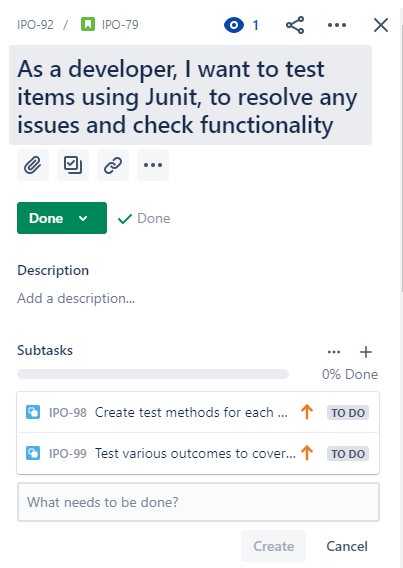 IPO-92 / IPO-79 1
As a developer, I want to test
items using Junit, to resolve any
issues and check functionality
Done Done
Description
Add a description...
Subtasks
0% Done
IPO-98 Create test methods for each ... TO DO
IPO-99 Test various outcomes to cover... TO DO
What needs to be done?
Create Cancel